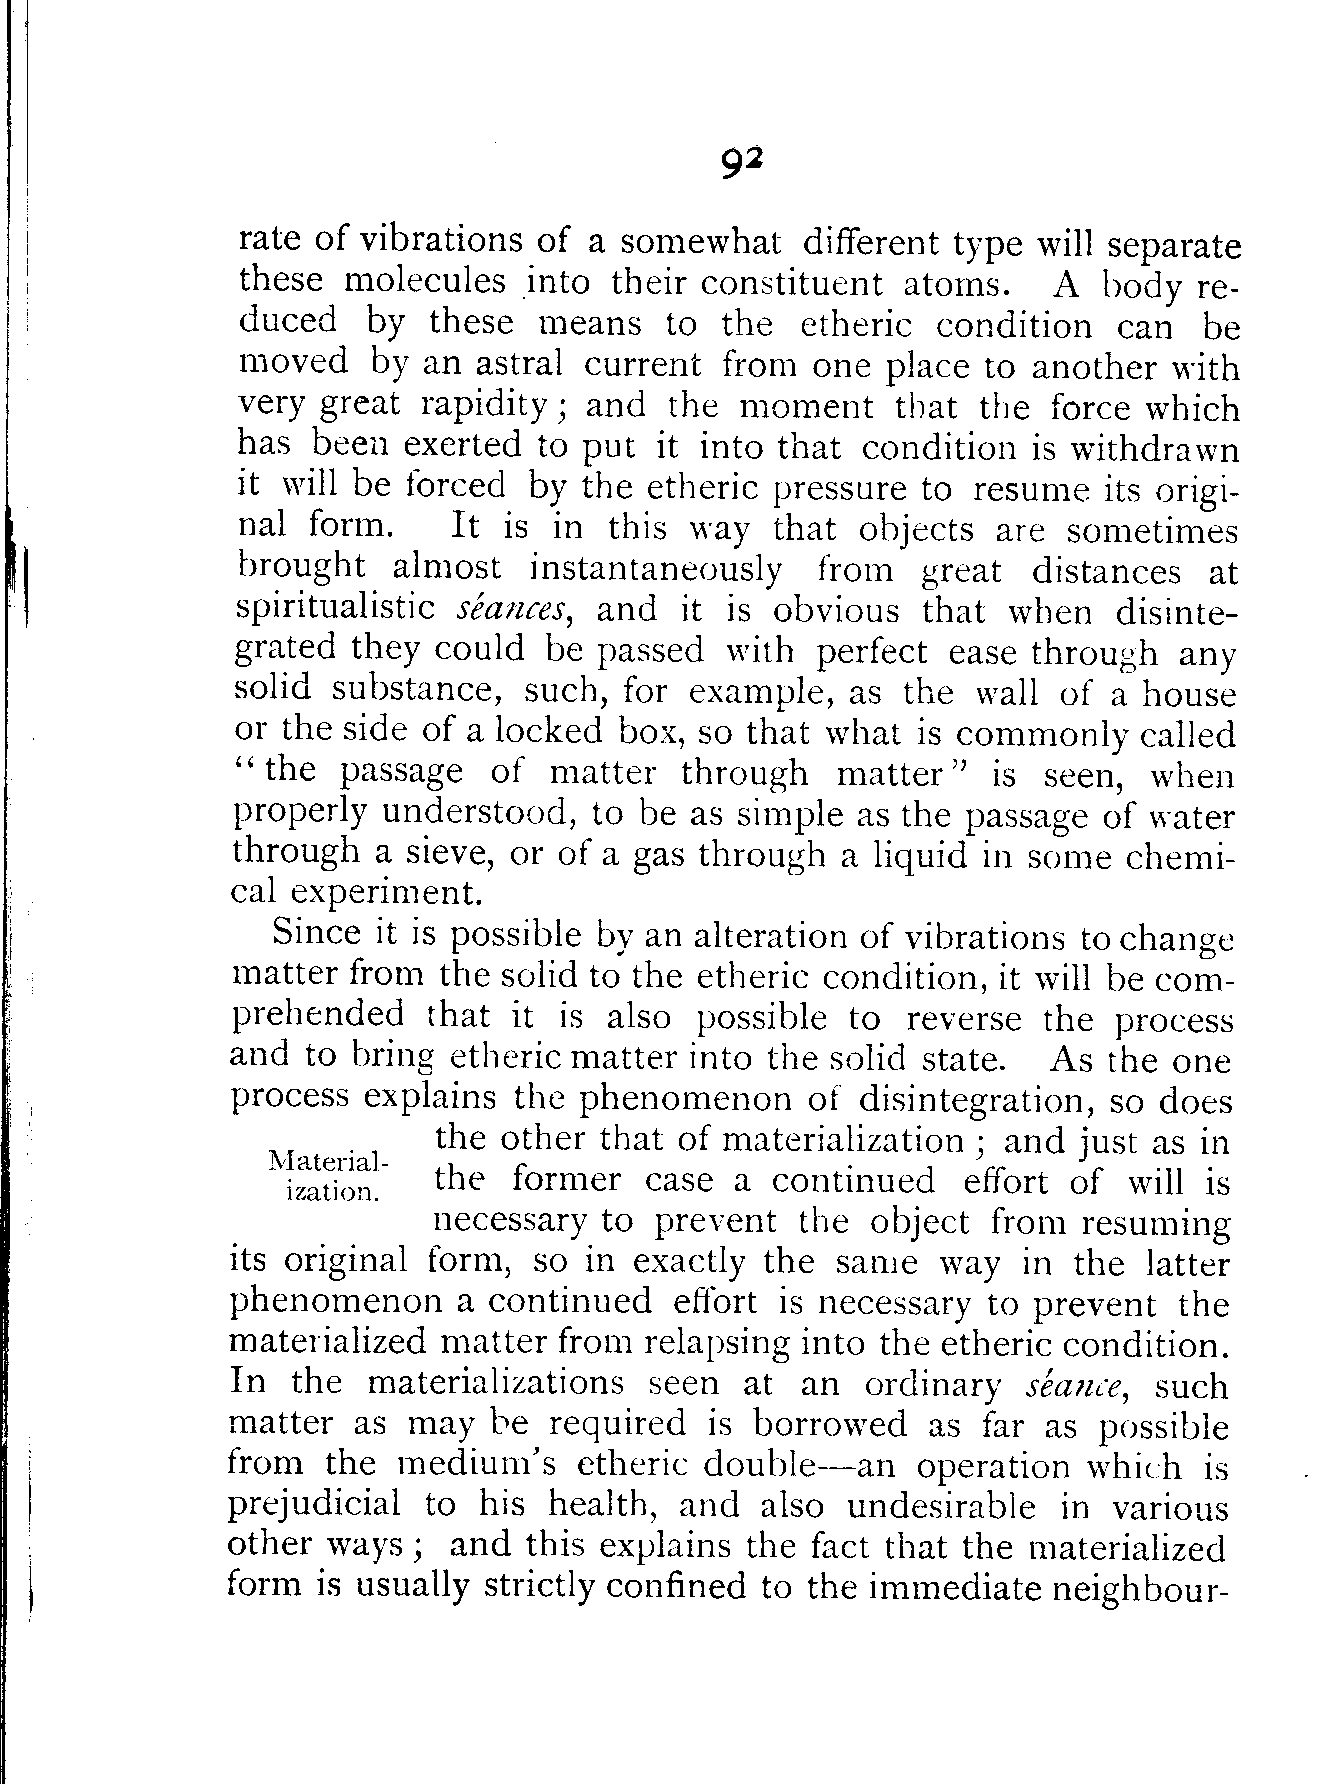 92
rate of vibrations of a somewhat different type will separate
these molecules into their constituent atoms. A body re-
duced by these means to the etheric condition can be
moved by an astral current from one place to another with
very great rapidity; and the moment that the force which
has been exerted to put it into that condition is withdrawn
it will be forced by the etheric pressure to resume its origi-
nal form. It is in this way that objects are sometimes
brought almost instantaneously from great distances at
spiritualistic séances, and it is obvious that when disinte-
grated they could be passed with perfect ease through any
solid substance, such, for example, as the wall of a house
or the side of a locked box, so that what is commonly called
“the passage of matter through matter” is seen, when
properly understood, to be as simple as the passage of water
through a sieve, or of a gas through a liquid in some chemi-
cal experiment.
Since it is possible by an alteration of vibrations to change
matter from the solid to the etheric condition, it will be com-
prehended that it is also possible to reverse the process
and to bring etheric matter into the solid state. As the one
process explains the phenomenon of disintegration, so does
the other that of materialization; and just as in
Material-
ization.
the former case a continued effort of will is
necessary to prevent the object from resuming
its original form, so in exactly the same way in the latter
phenomenon a continued effort is necessary to prevent the
materialized matter from relapsing into the etheric condition.
In the materializations seen at an ordinary séance, such
matter as may be required is borrowed as far as possible
from the medium's etheric double—an operation which is
prejudicial to his health, and also undesirable in various
other ways; and this explains the fact that the materialized
form is usually strictly confined to the immediate neighbour-